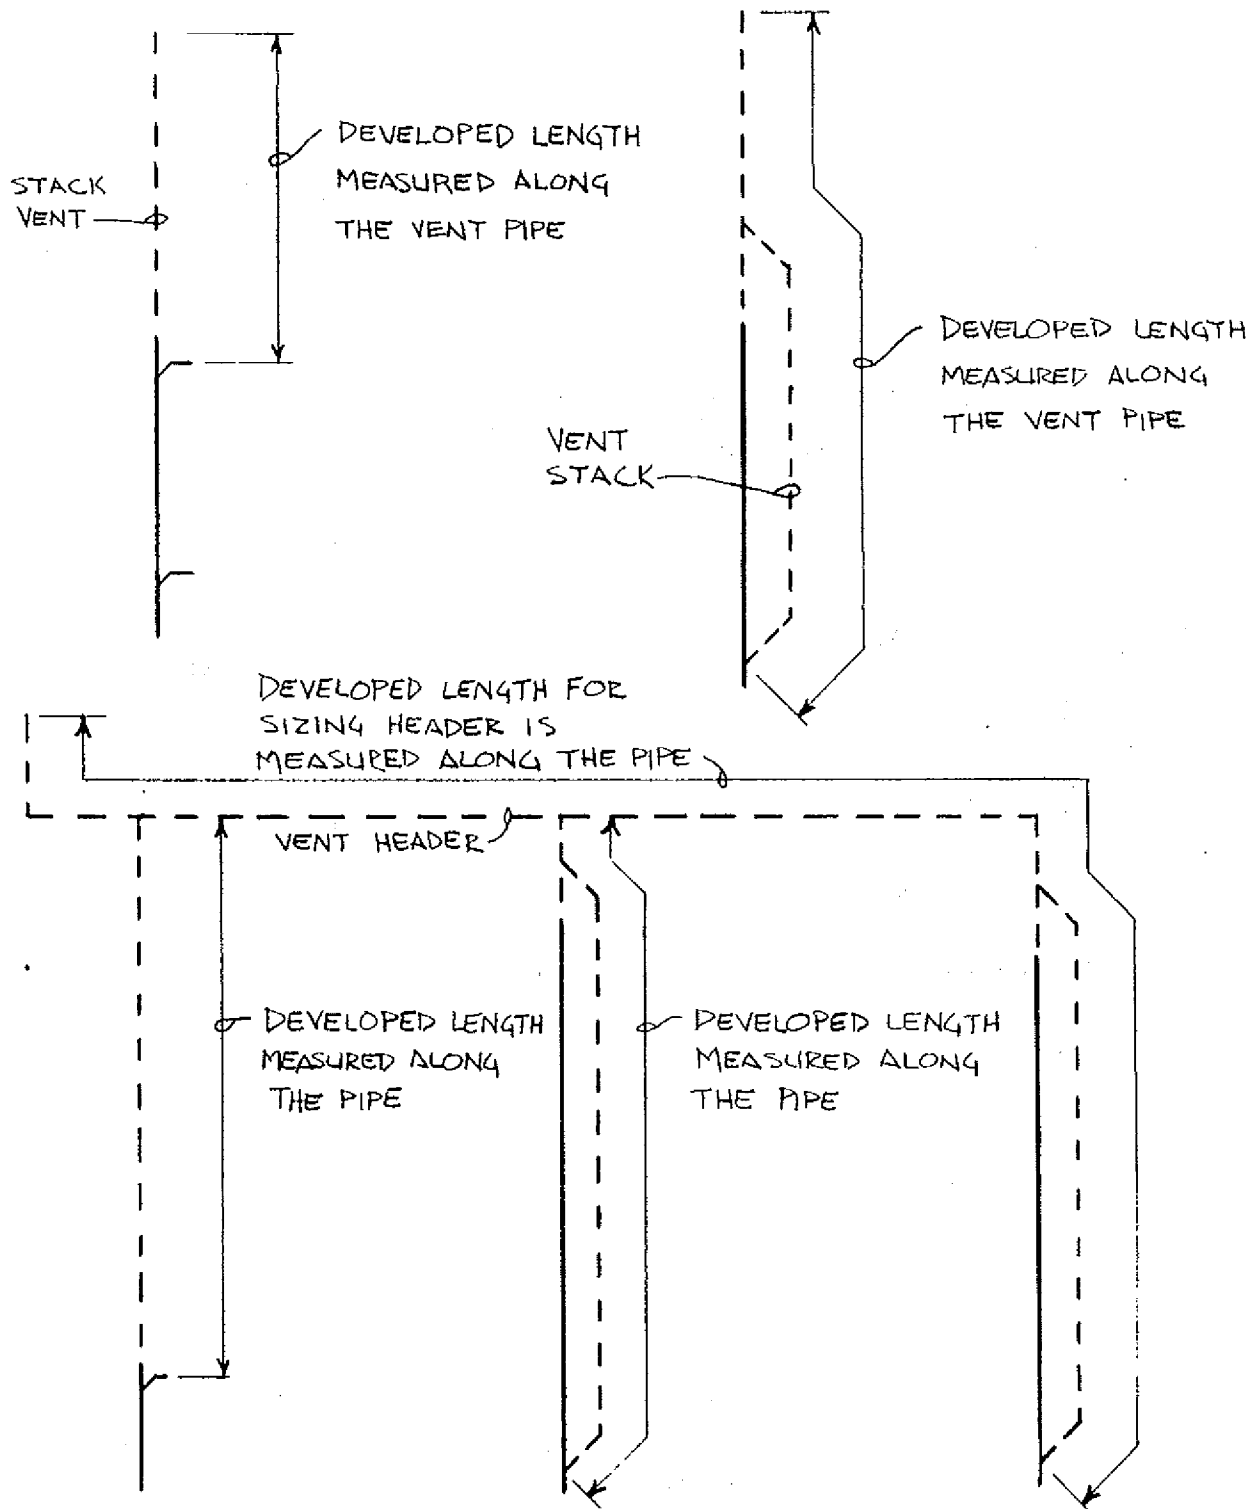 DEVELOPED LENGTH
MEASURED ALONG
THE VENT PIPE
STACK
VENT
DEVELOPED LENGTH
MEASURED ALONG
THE VENT PIPE
VENT
STACK
DEVELOPED LENGTH FOR
SIZING HEADER IS
MEASURED ALONG THE PIPE
VENT HEADER
DEVELOPED LENGTH
MEASURED ALONG
THE PIPE
DEVELOPED LENGTH
MEASURED ALONG
THE PIPE